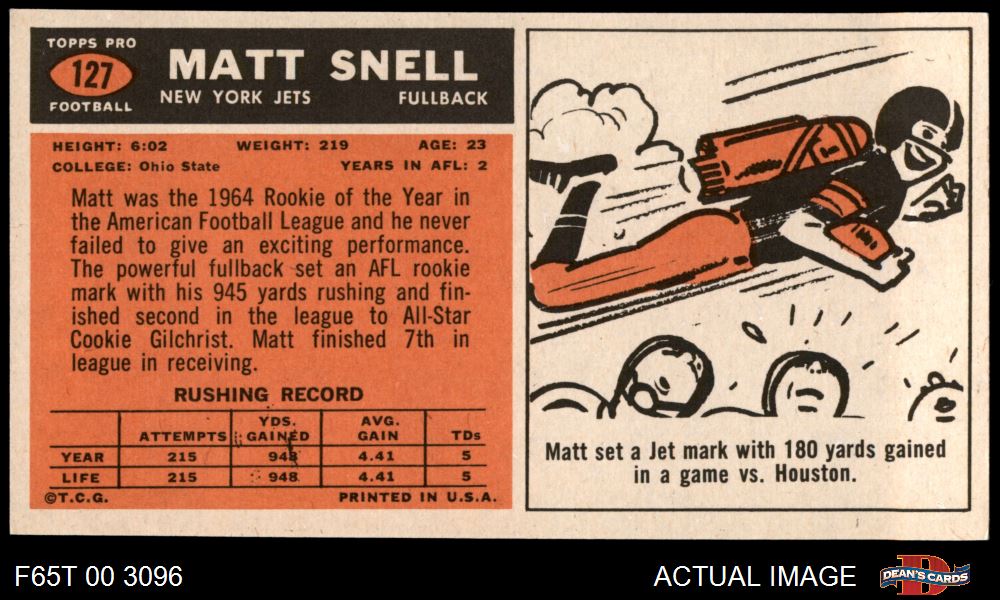 TOPPS PRO
127
FOOTBALL
MATT SNELL
NEW YORK JETS FULLBACK
HEIGHT: 6:02 WEIGHT: 219 AGE: 23
COLLEGE: Ohio State YEARS IN AFL: 2
Matt was the 1964 Rookie of the Year in
the American Football League and he never
failed to give an exciting performance.
The powerful fullback set an AFL rookie
mark with his 945 yards rushing and fin-
ished second in the league to All-Star
Cookie Gilchrist. Matt finished 7th in
league in receiving.
RUSHING RECORD
ATTEMPTS YDS. GAINED AVG. GAIN TDs
YEAR 215 948 4.41 5
LIFE 215 948 4.41 5
©T.C.G. PRINTED IN U.S.A.
Matt set a Jet mark with 180 yards gained
in a game vs. Houston.
F65T 00 3096 ACTUAL IMAGE DEAN'S CARDS